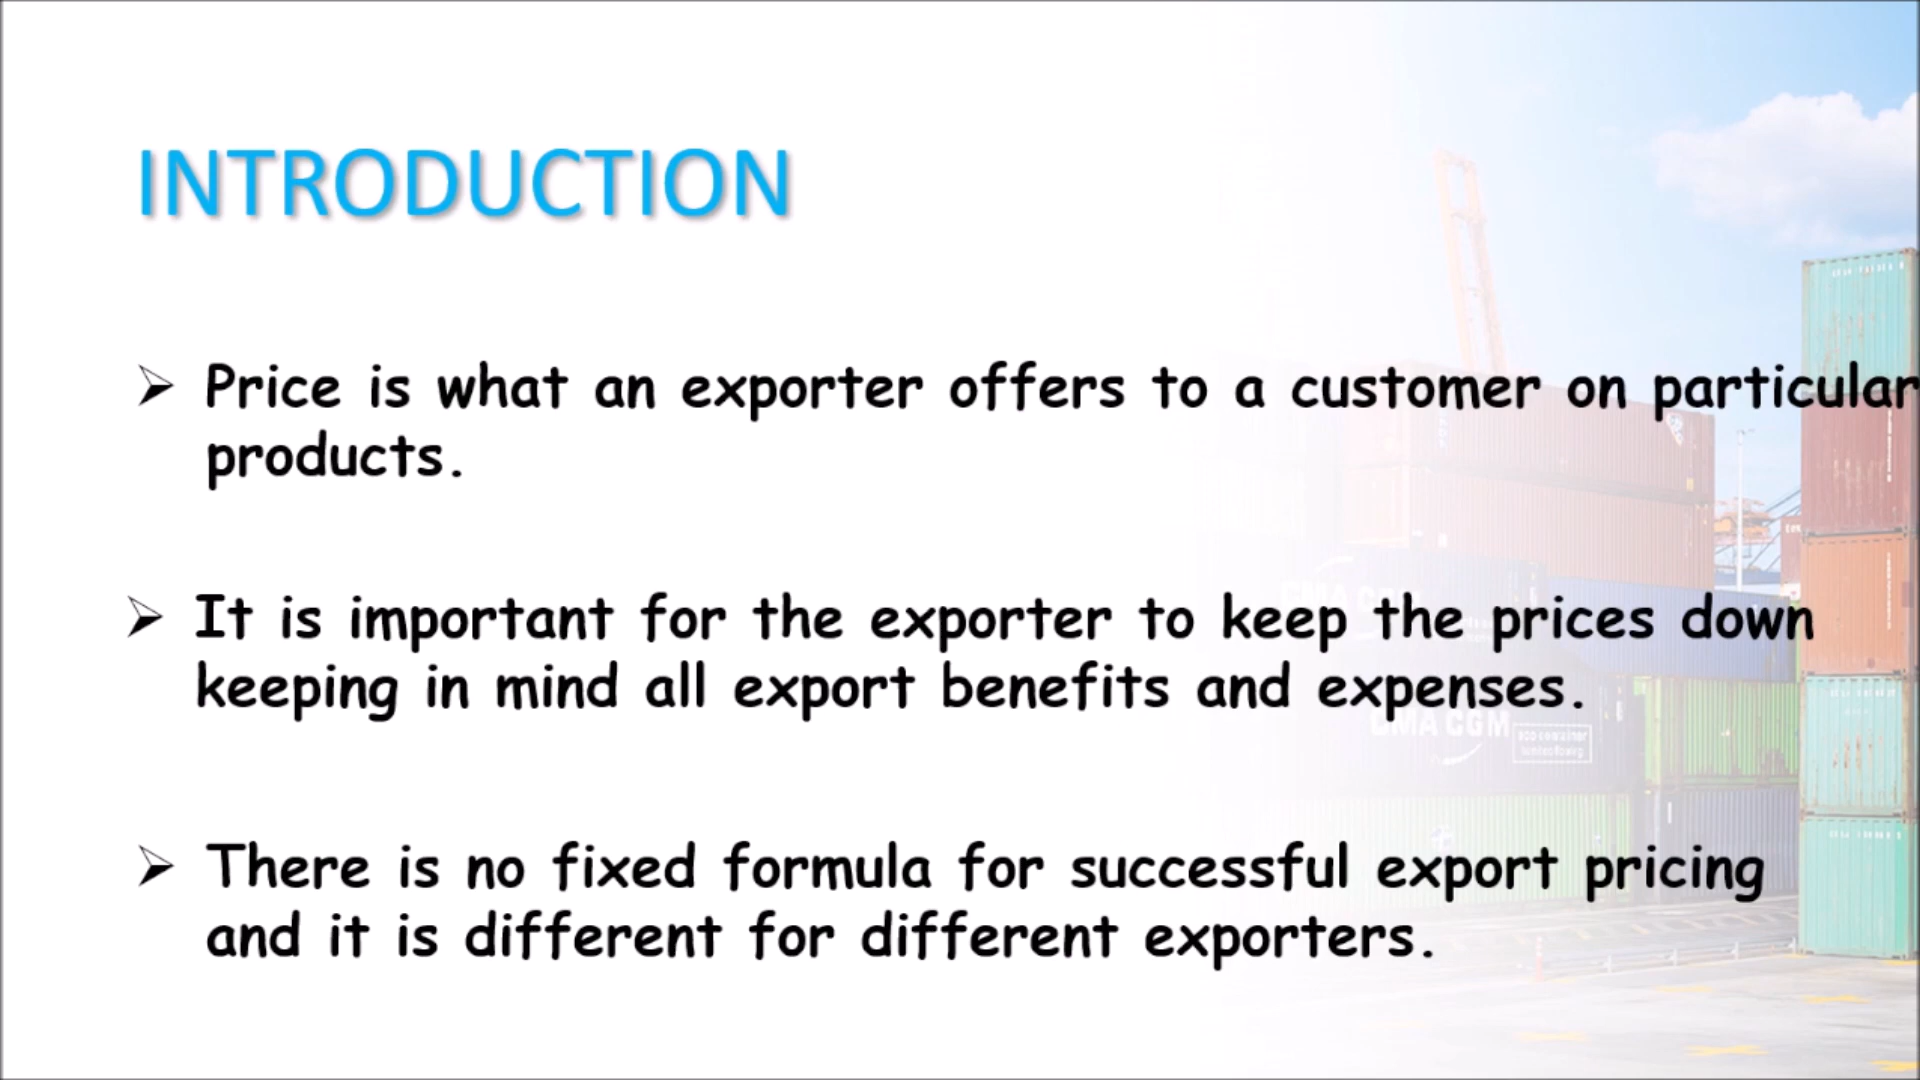 INTRODUCTION
➢ Price is what an exporter offers to a customer on particular
products.
➢ It is important for the exporter to keep the prices down
keeping in mind all export benefits and expenses.
CMA CGM
➢ There is no fixed formula for successful export pricing
and it is different for different exporters.